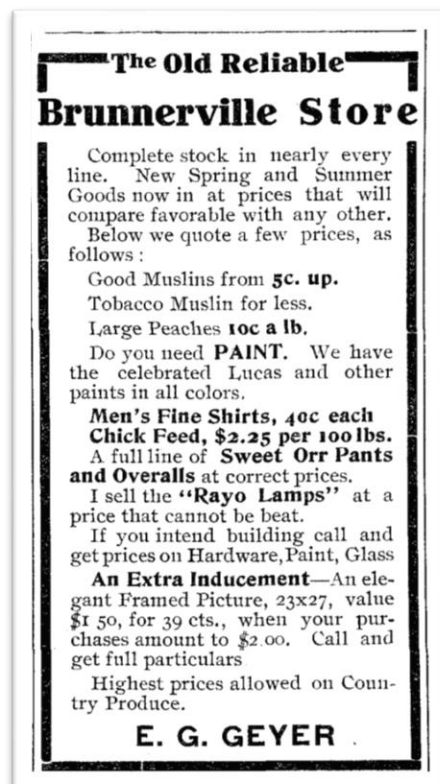 The Old Reliable
Brunnerville Store
Complete stock in nearly every
line. New Spring and Summer
Goods now in at prices that will
compare favorable with any other.
Below we quote a few prices, as
follows :
Good Muslins from 5c. up.
Tobacco Muslin for less.
Large Peaches 10c a lb.
Do you need PAINT. We have
the celebrated Lucas and other
paints in all colors.
Men's Fine Shirts, 40c each
Chick Feed, $2.25 per 100 lbs.
A full line of Sweet Orr Pants
and Overalls at correct prices.
I sell the "Rayo Lamps" at a
price that cannot be beat.
If you intend building call and
get prices on Hardware, Paint, Glass
An Extra Inducement—An ele-
gant Framed Picture, 23x27, value
$1 50, for 39 cts., when your pur-
chases amount to $2.00. Call and
get full particulars
Highest prices allowed on Coun-
try Produce.
E. G. GEYER